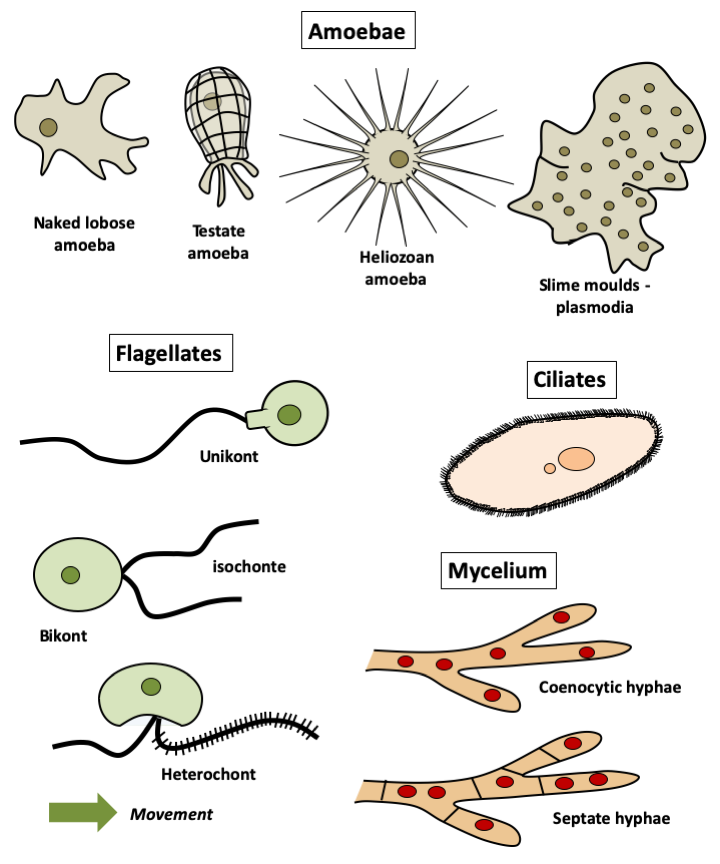 Amoebae
Naked lobose
amoeba
Testate
amoeba
Heliozoan
amoeba
Slime moulds -
plasmodia
Flagellates
Unikont
isochonte
Bikont
Heterochont
Movement
Ciliates
Mycelium
Coenocytic hyphae
Septate hyphae